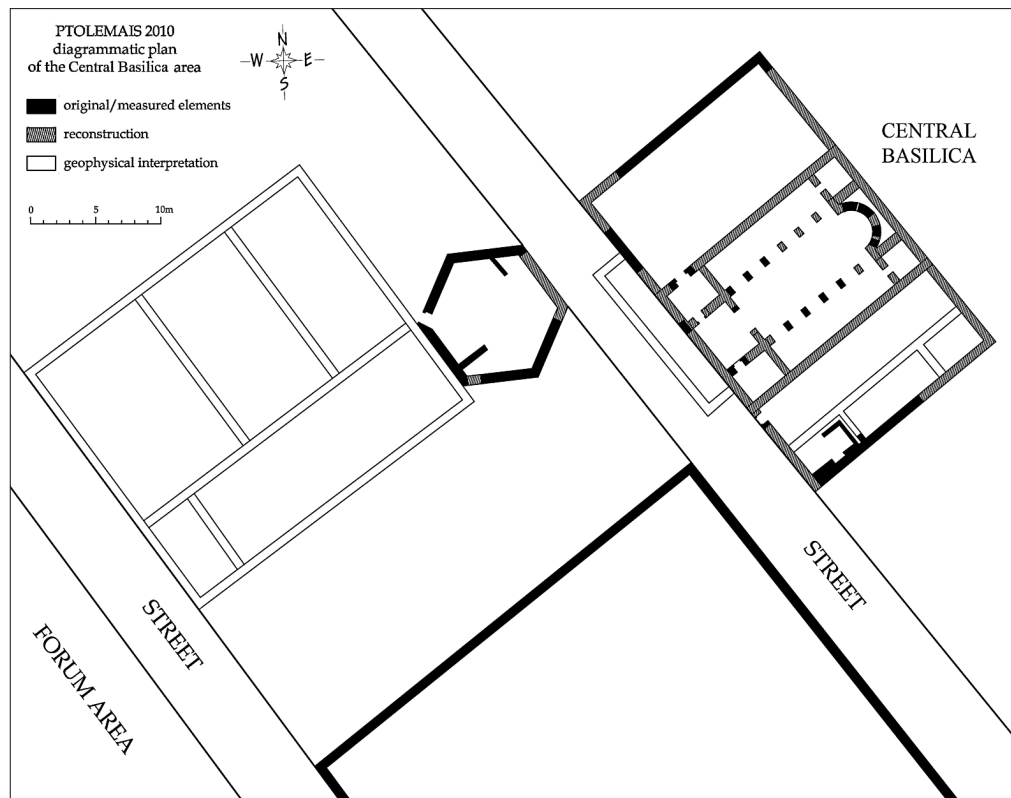 PTOLEMAIS 2010
diagrammatic plan
of the Central Basilica area
N
W E
S
original/measured elements
reconstruction
geophysical interpretation
0 5 10m
CENTRAL
BASILICA
STREET
STREET
FORUM AREA